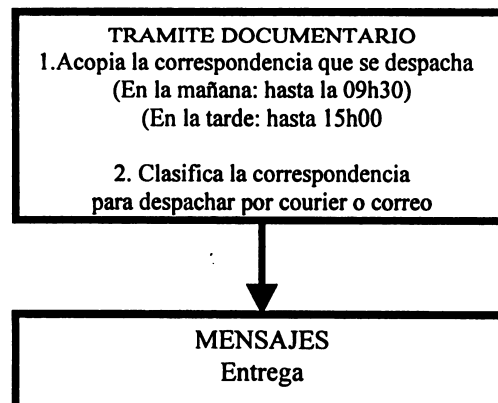 TRAMITE DOCUMENTARIO
1.Acopia la correspondencia que se despacha
(En la mañana: hasta la 09h30)
(En la tarde: hasta 15h00
2. Clasifica la correspondencia
para despachar por courier o correo
MENSAJES
Entrega